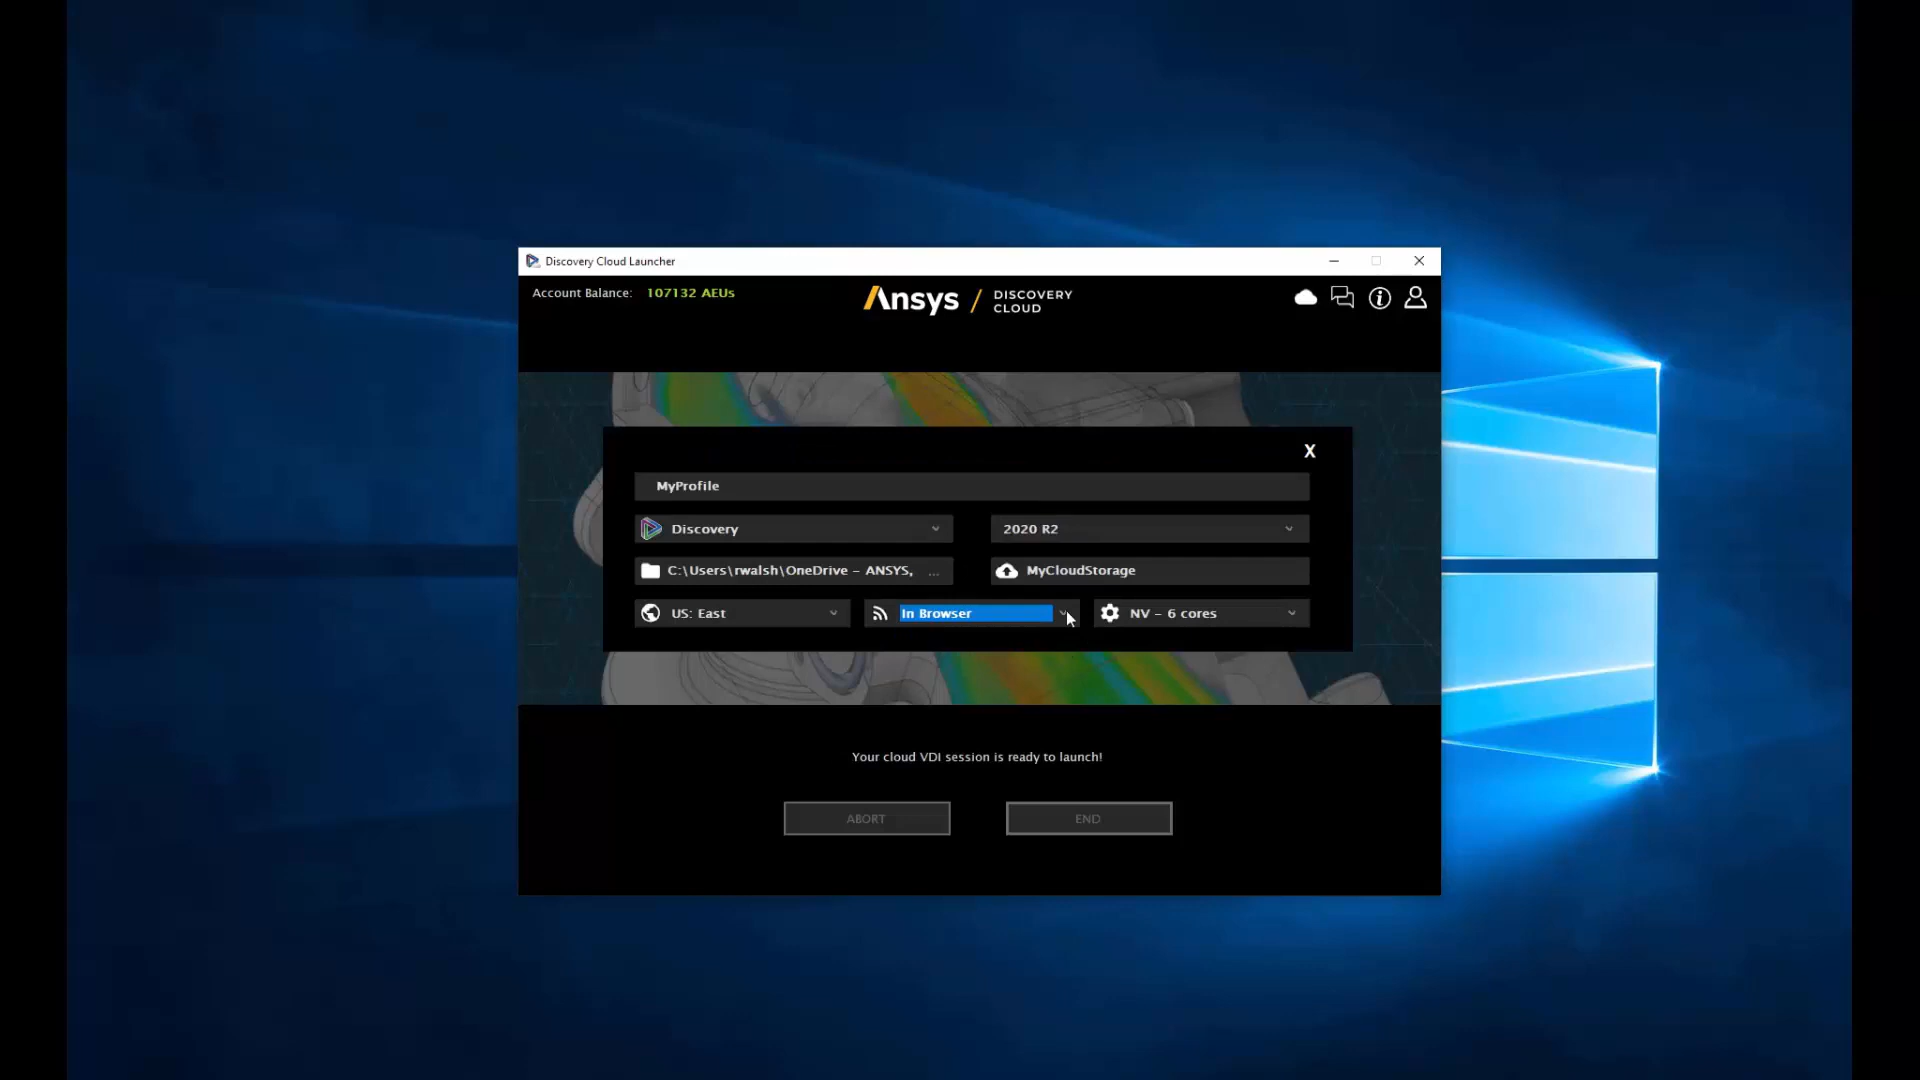 Discovery Cloud Launcher
Account Balance: 107132 AEUs
Ansys / DISCOVERY CLOUD
X
MyProfile
Discovery
2020 R2
C:\Users\rwalsh\OneDrive – ANSYS, ...
MyCloudStorage
US: East
In Browser
NV – 6 cores
Your cloud VDI session is ready to launch!
ABORT
END